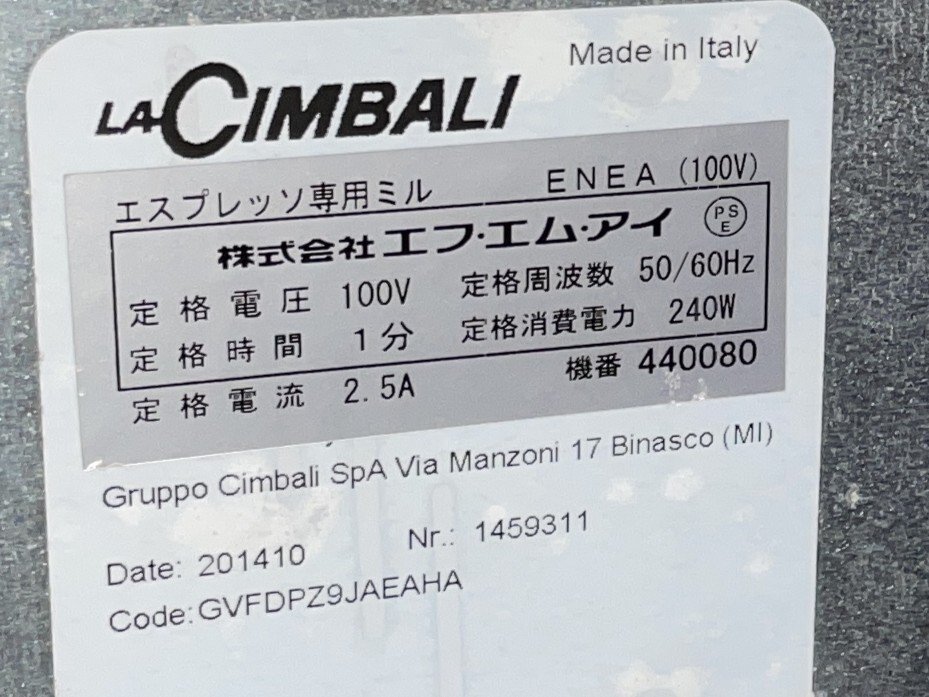 Made in Italy
LA CIMBALI
エスプレッソ専用ミル ENEA (100V)
株式会社エフ・エム・アイ PSE
定格電圧 100V 定格周波数 50/60Hz
定格時間 1分 定格消費電力 240W
定格電流 2.5A 機番 440080
Gruppo Cimbali SpA Via Manzoni 17 Binasco (MI)
Date: 201410 Nr.: 1459311
Code:GVFDPZ9JAEAHA